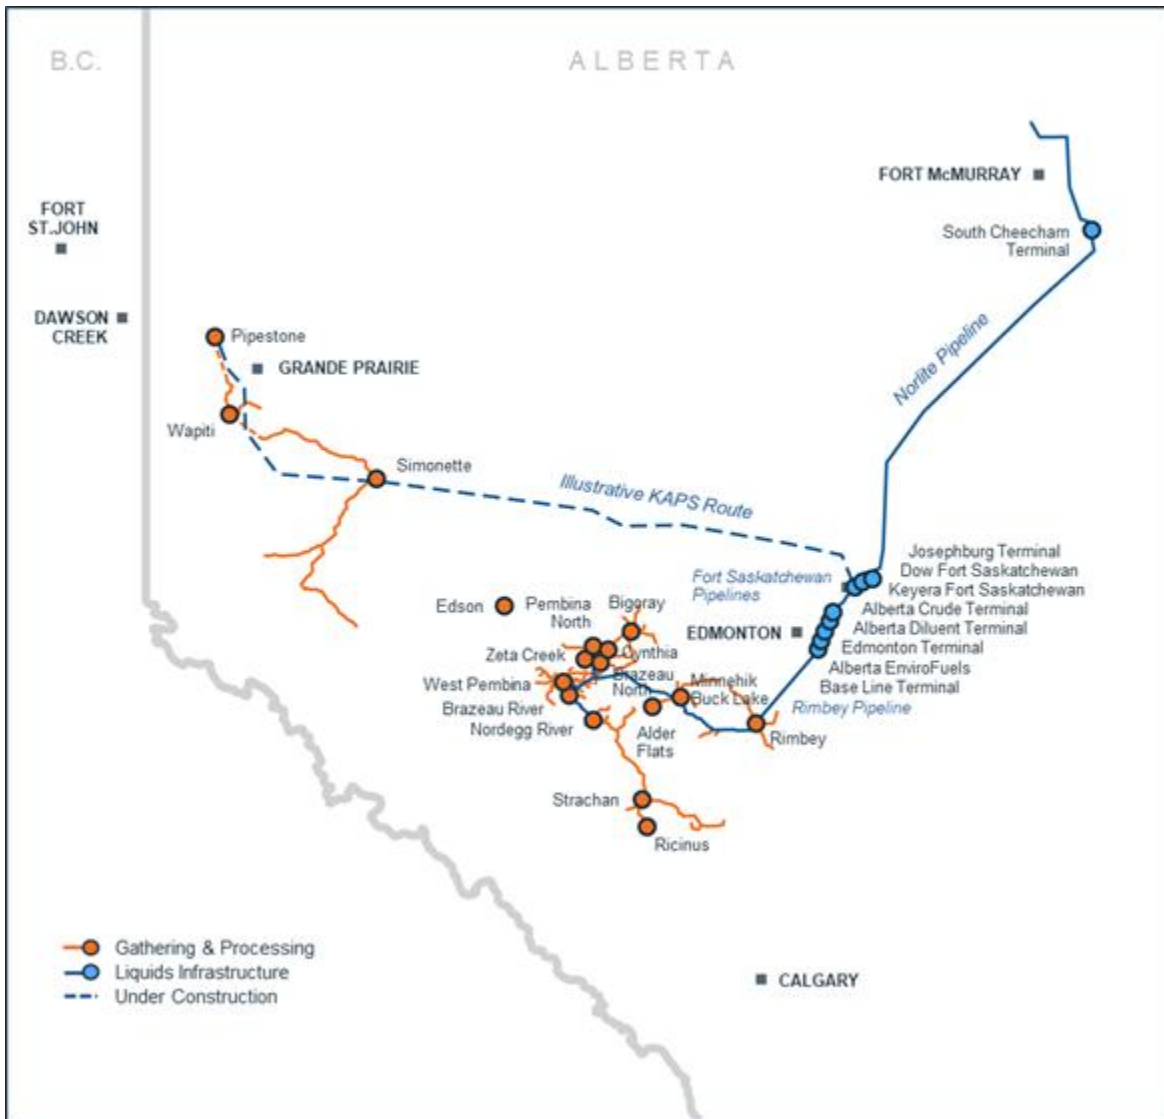 B.C.
ALBERTA
FORT McMURRAY
FORT
ST.JOHN
South Cheecham
Terminal
DAWSON
CREEK
Pipestone
GRANDE PRAIRIE
Norlite Pipeline
Wapiti
Simonette
Illustrative KAPS Route
Josephburg Terminal
Dow Fort Saskatchewan
Keyera Fort Saskatchewan
Fort Saskatchewan
Pipelines
Alberta Crude Terminal
Alberta Diluent Terminal
Edmonton Terminal
Alberta EnviroFuels
Base Line Terminal
EDMONTON
Edson
Pembina
North
Bigoray
Zeta Creek
Cynthia
West Pembina
Brazeau
North
Minnehik
Buck Lake
Brazeau River
Nordegg River
Rimbey Pipeline
Alder
Flats
Rimbey
Strachan
Ricinus
Gathering & Processing
Liquids Infrastructure
Under Construction
CALGARY